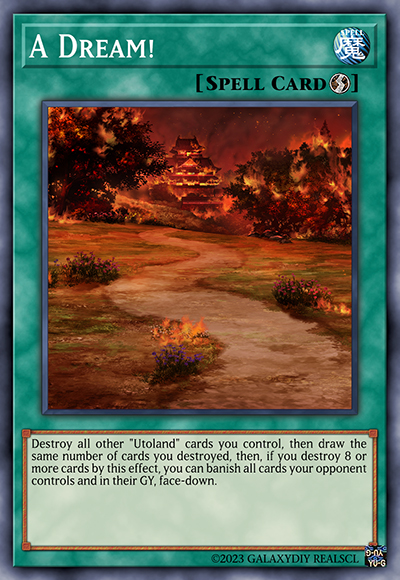 A DREAM!
SPELL
魔
[SPELL CARD]
Destroy all other "Utoland" cards you control, then draw the
same number of cards you destroyed, then, if you destroy 8 or
more cards by this effect, you can banish all cards your opponent
controls and in their GY, face-down.
©2023 GALAXYDIY REALSCL
YU-G